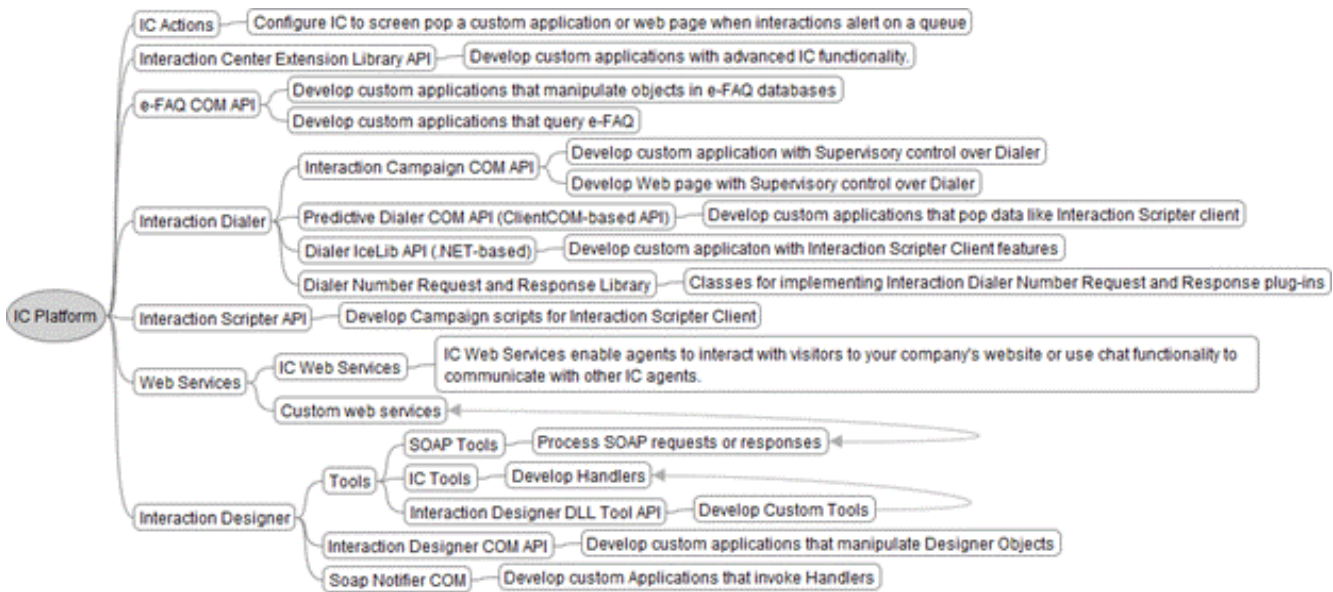 IC Actions
Configure IC to screen pop a custom application or web page when interactions alert on a queue
Interaction Center Extension Library API
Develop custom applications with advanced IC functionality.
e-FAQ COM API
Develop custom applications that manipulate objects in e-FAQ databases
Develop custom applications that query e-FAQ
Interaction Dialer
Interaction Campaign COM API
Develop custom application with Supervisory control over Dialer
Develop Web page with Supervisory control over Dialer
Predictive Dialer COM API (ClientCOM-based API)
Develop custom applications that pop data like Interaction Scripter client
Dialer IceLib API (.NET-based)
Develop custom applicaton with Interaction Scripter Client features
Dialer Number Request and Response Library
Classes for implementing Interaction Dialer Number Request and Response plug-ins
IC Platform
Interaction Scripter API
Develop Campaign scripts for Interaction Scripter Client
Web Services
IC Web Services
IC Web Services enable agents to interact with visitors to your company's website or use chat functionality to
communicate with other IC agents.
Custom web services
Interaction Designer
Tools
SOAP Tools
Process SOAP requests or responses
IC Tools
Develop Handlers
Interaction Designer DLL Tool API
Develop Custom Tools
Interaction Designer COM API
Develop custom applications that manipulate Designer Objects
Soap Notifier COM
Develop custom Applications that invoke Handlers